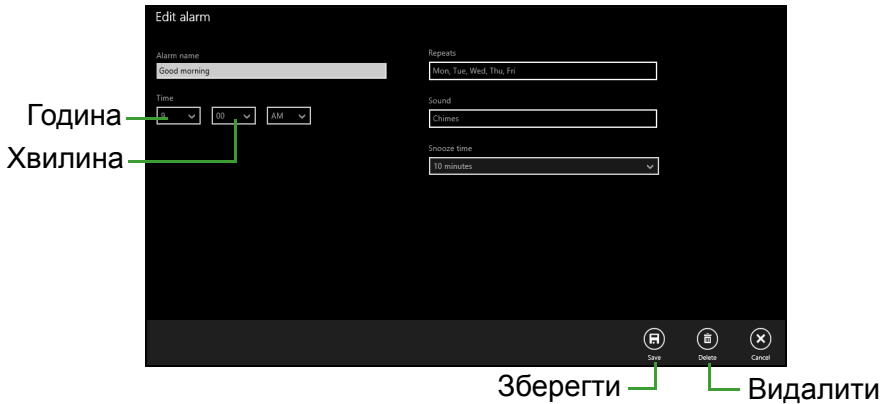 Edit alarm
Alarm name
Good morning
Time
9 00 AM
Repeats
Mon, Tue, Wed, Thu, Fri
Sound
Chimes
Snooze time
10 minutes
Година
Хвилина
Save Delete Cancel
Зберегти Видалити